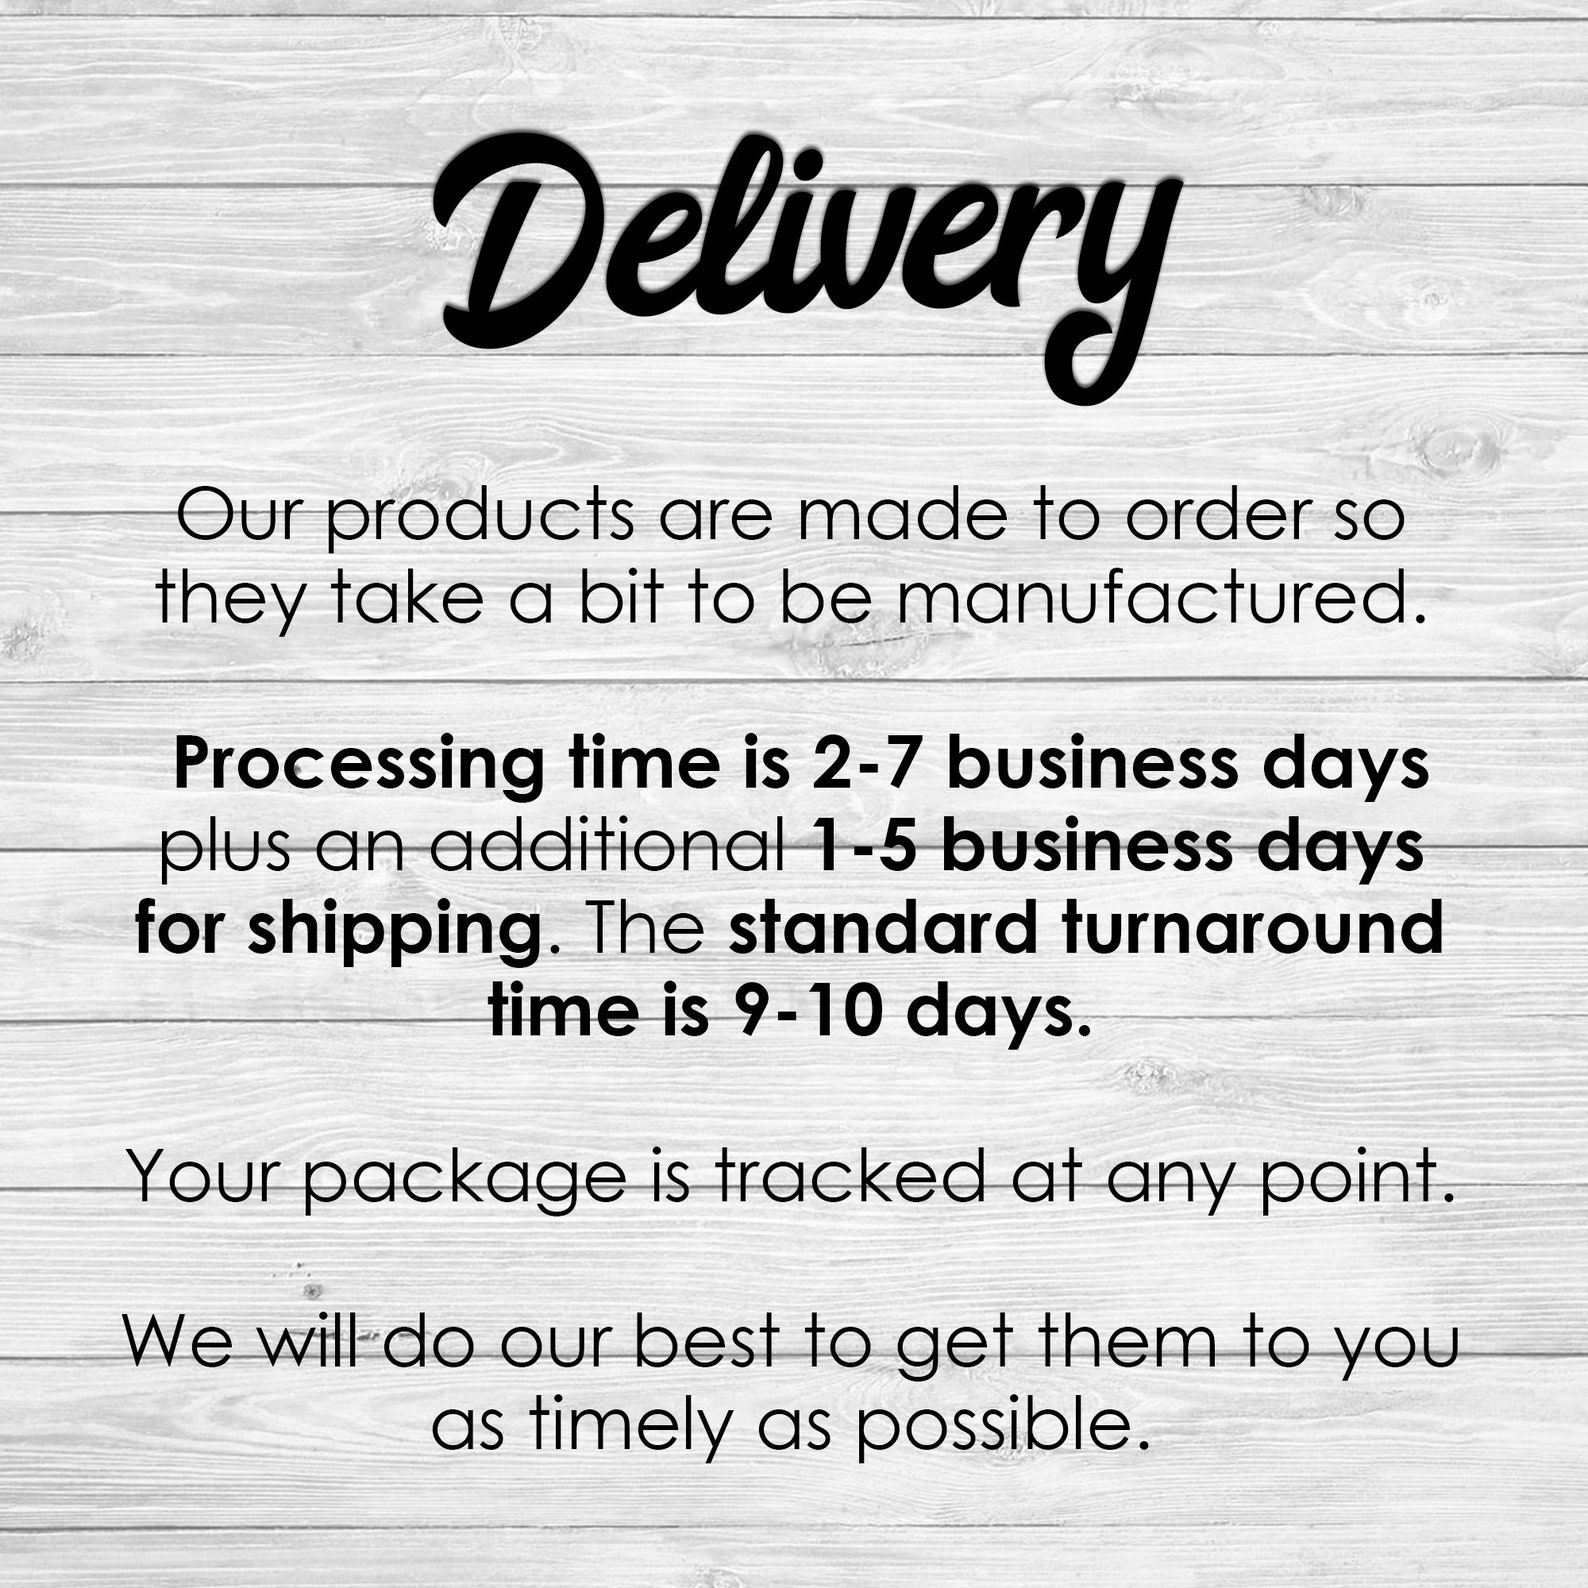 Delivery
Our products are made to order so
they take a bit to be manufactured.
Processing time is 2-7 business days
plus an additional 1-5 business days
for shipping. The standard turnaround
time is 9-10 days.
Your package is tracked at any point.
We will do our best to get them to you
as timely as possible.